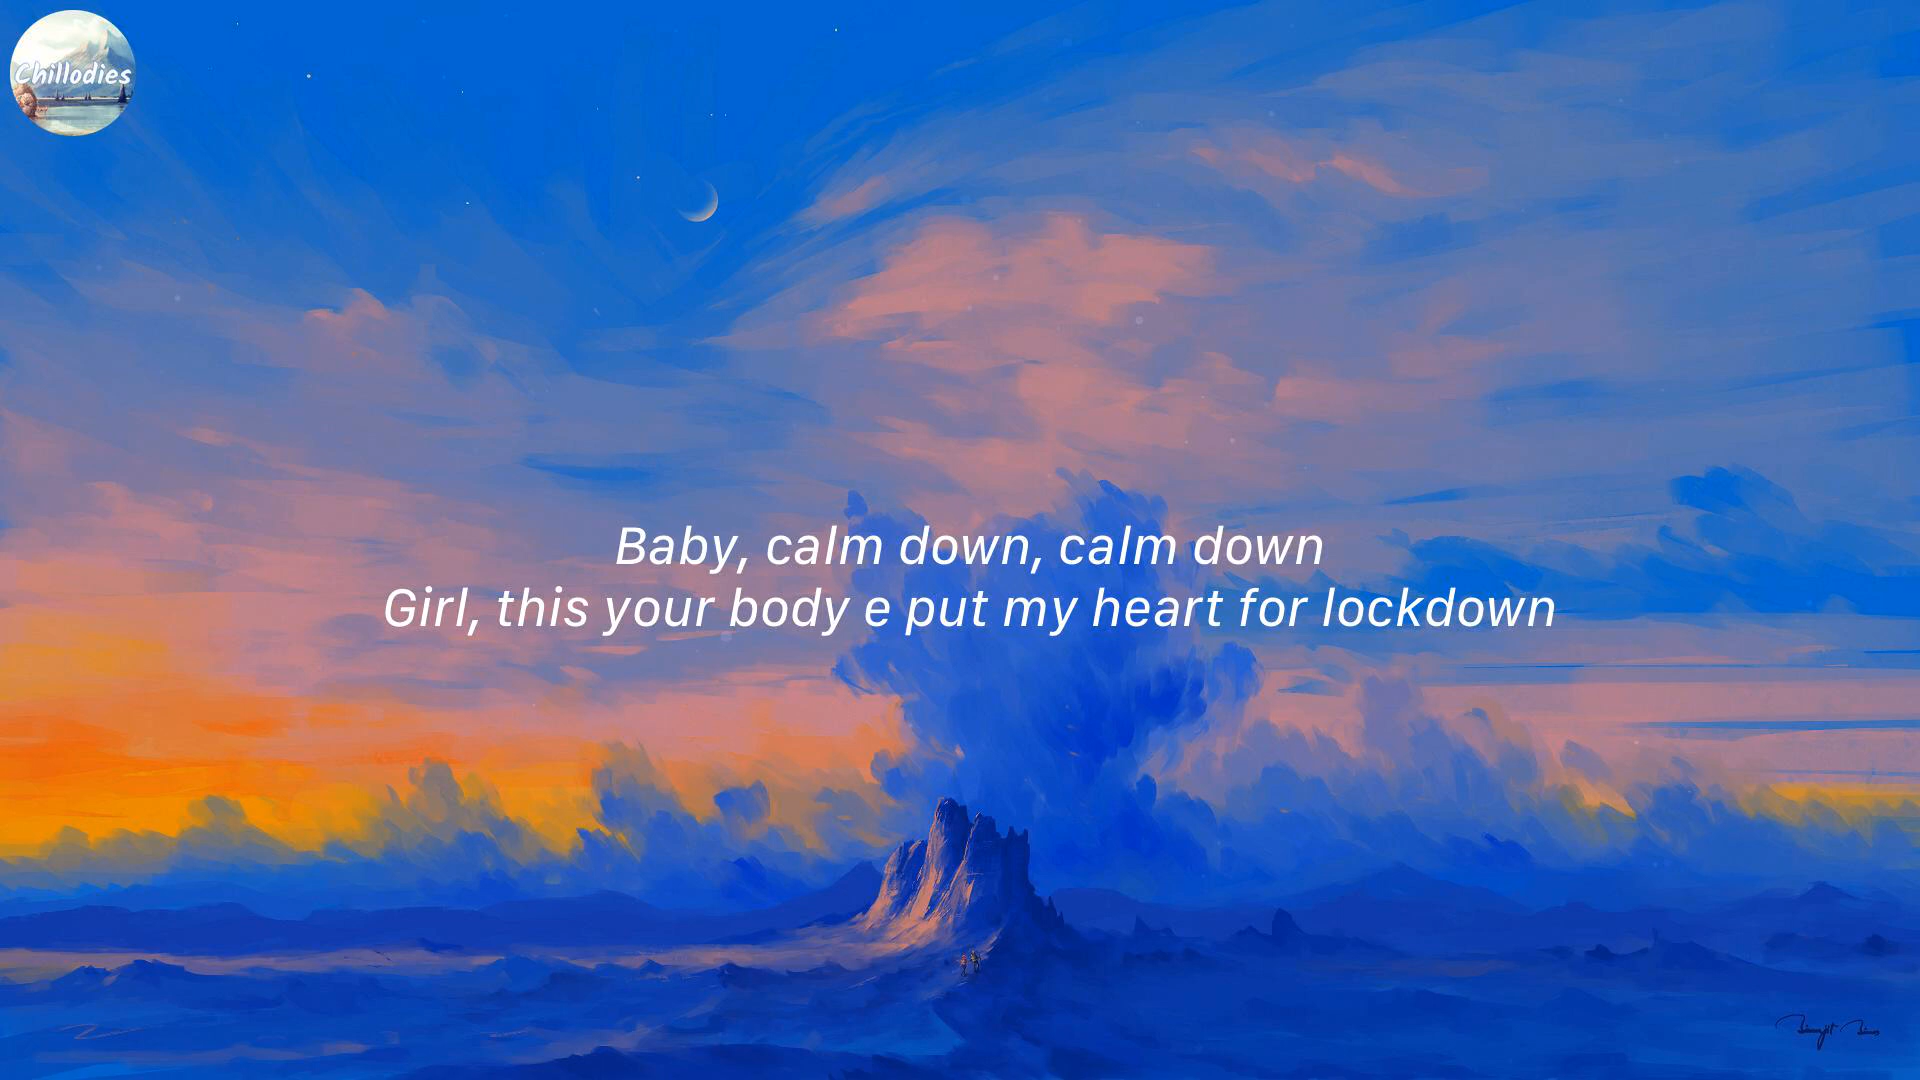 Chillodies
Baby, calm down, calm down
Girl, this your body e put my heart for lockdown